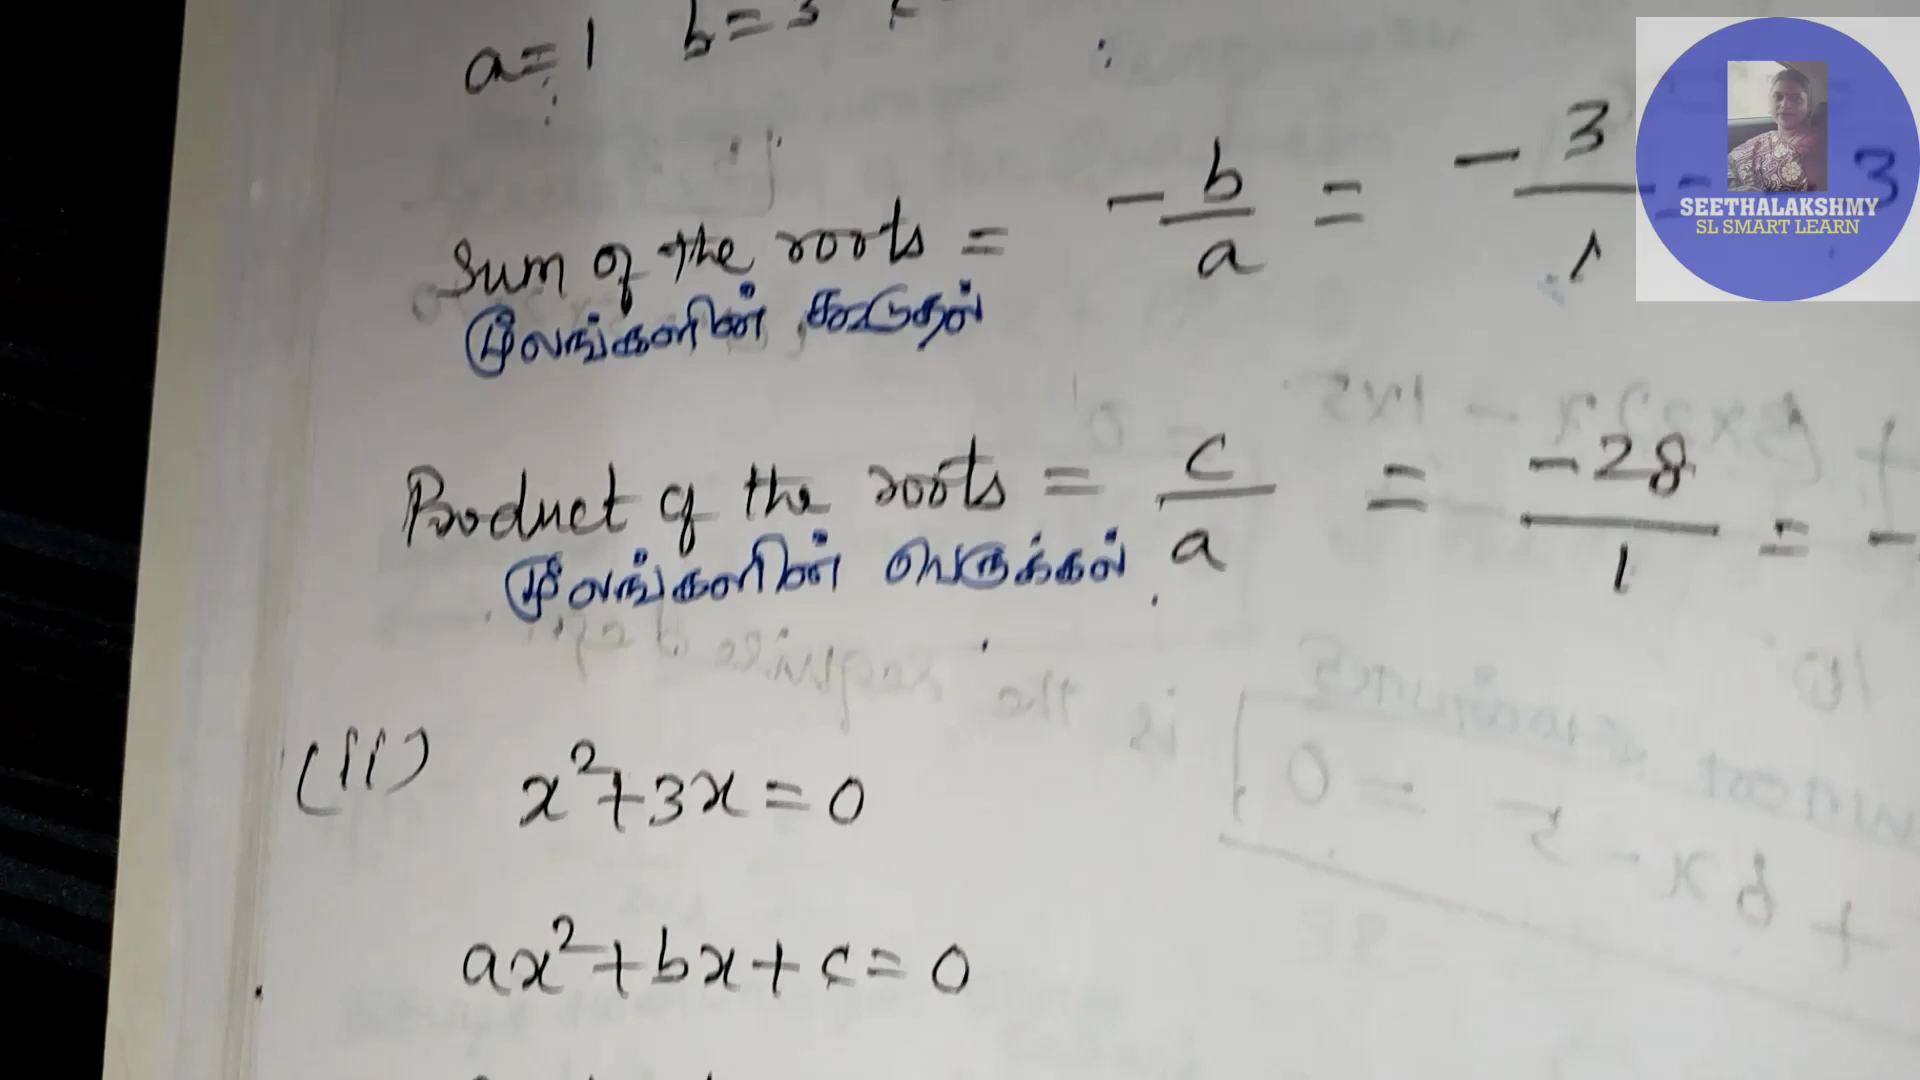 a=1 b=3
Sum of the roots = -b/a = -3/1 = 3
மூலங்களின் கூடுதல்
Product of the roots = c/a = -28/1 = -
மூலங்களின் பெருக்கல்
(ii) x²+3x=0
ax²+bx+c=0
SEETHALAKSHMY
SL SMART LEARN